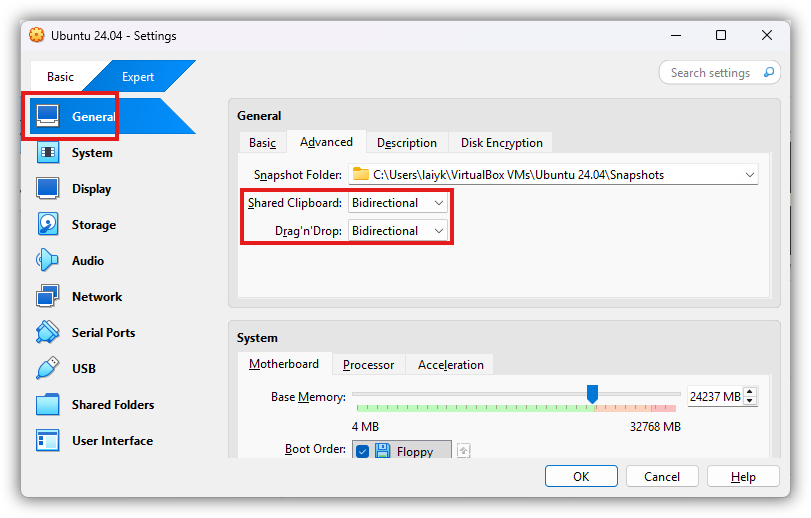 Ubuntu 24.04 - Settings
Basic Expert Search settings
General
System
Display
Storage
Audio
Network
Serial Ports
USB
Shared Folders
User Interface
General
Basic Advanced Description Disk Encryption
Snapshot Folder: C:\Users\laiyk\VirtualBox VMs\Ubuntu 24.04\Snapshots
Shared Clipboard: Bidirectional
Drag'n'Drop: Bidirectional
System
Motherboard Processor Acceleration
Base Memory: 24237 MB
4 MB 32768 MB
Boot Order: Floppy
OK Cancel Help